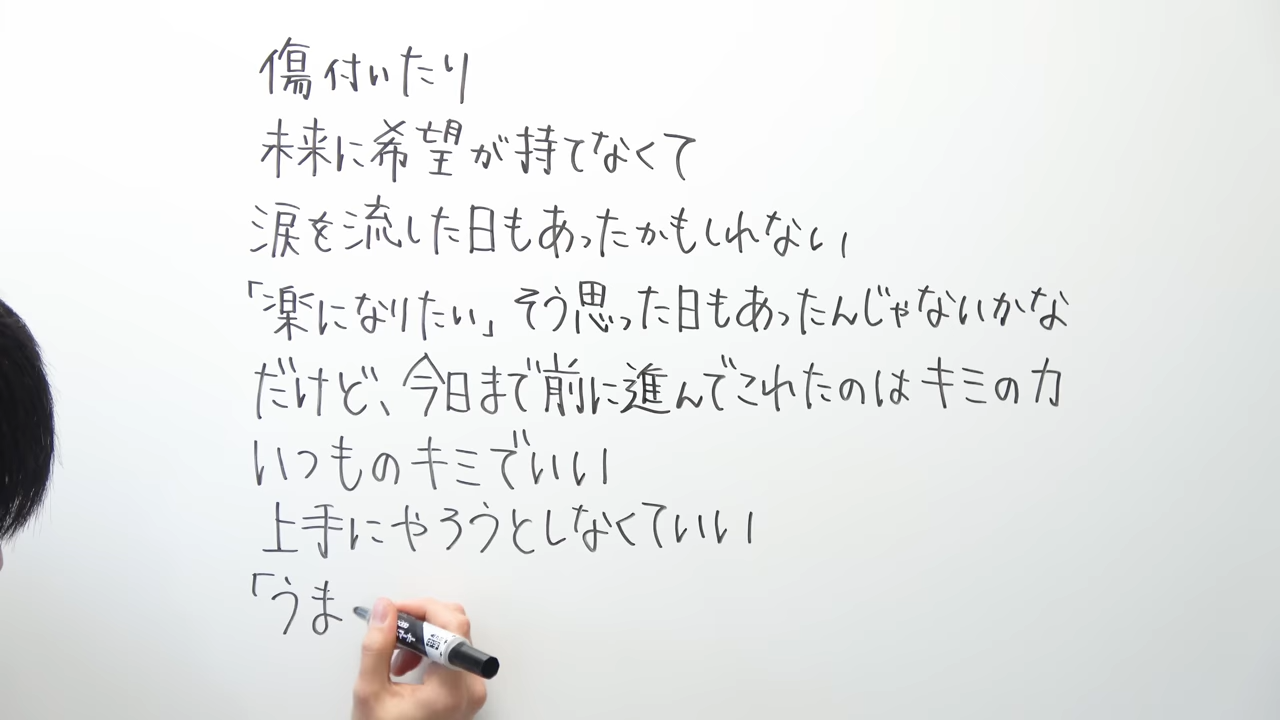 傷付いたり
未来に希望が持てなくて
涙を流した日もあったかもしれない
「楽になりたい」そう思った日もあったんじゃないかな
だけど、今日まで前に進んでこれたのはキミの力
いつものキミでいい
上手にやろうとしなくていい
「うま